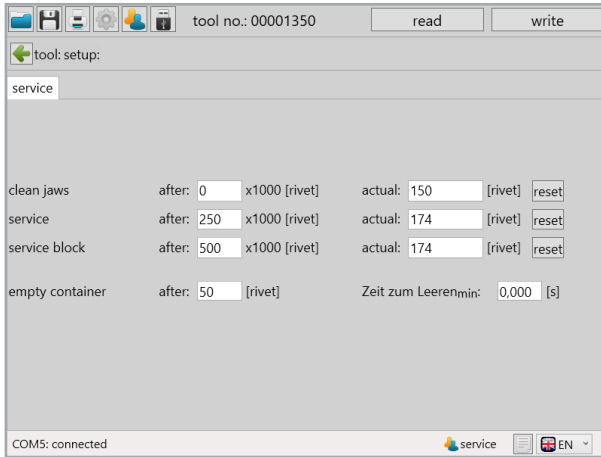 tool no.: 00001350 read write
tool: setup:
service
clean jaws after: 0 x1000 [rivet] actual: 150 [rivet] reset
service after: 250 x1000 [rivet] actual: 174 [rivet] reset
service block after: 500 x1000 [rivet] actual: 174 [rivet] reset
empty container after: 50 [rivet] Zeit zum Leerenmin: 0,000 [s]
COM5: connected service EN